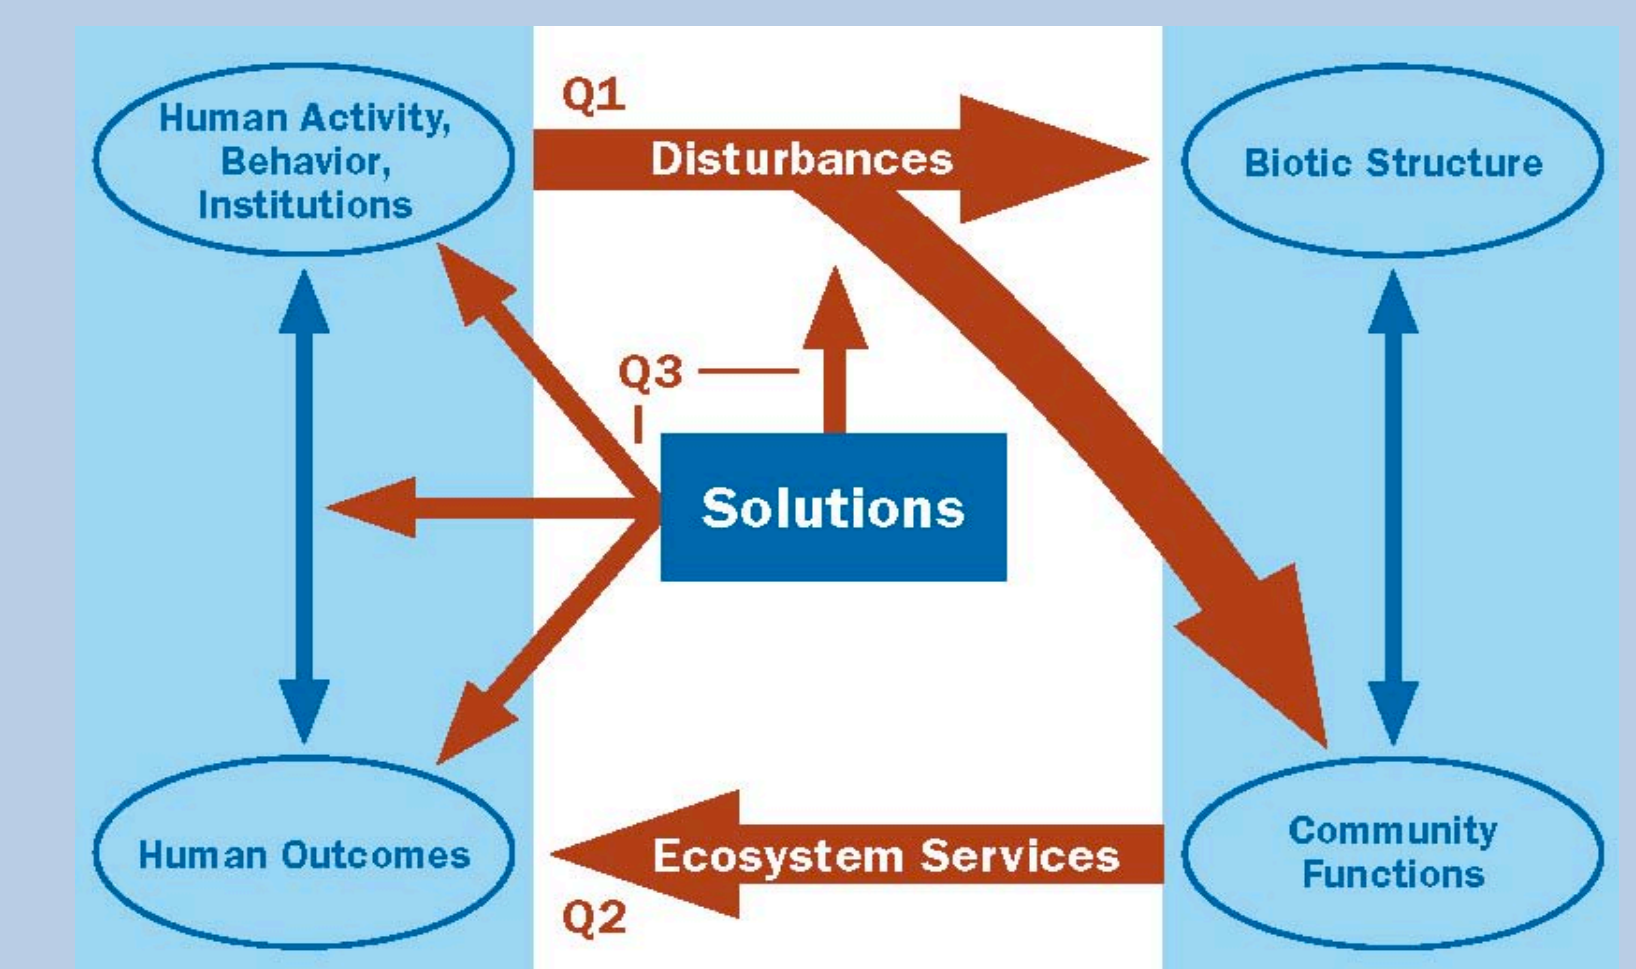 Human Activity,
Behavior,
Institutions
Q1
Disturbances
Biotic Structure
Q3
Solutions
Human Outcomes
Ecosystem Services
Q2
Community
Functions